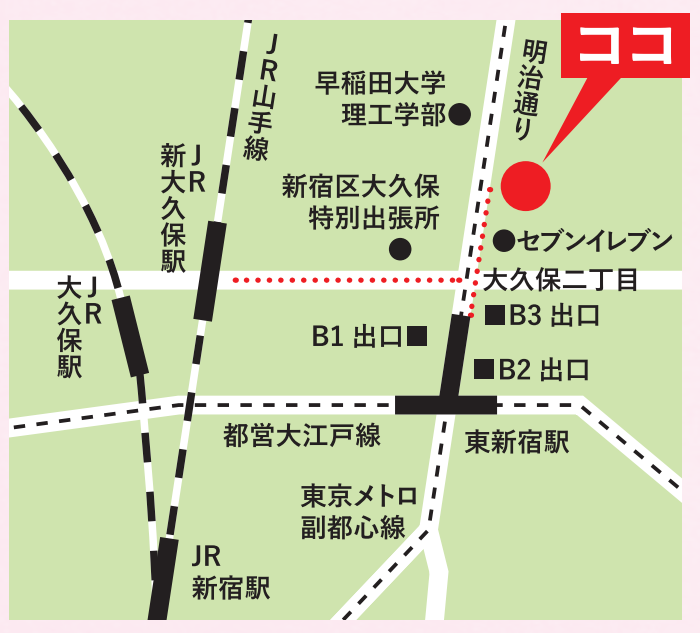 ココ
明治通り
JR山手線
早稲田大学
理工学部
JR
新大久保駅
新宿区大久保
特別出張所
セブンイレブン
大久保二丁目
JR
大久保駅
B1 出口
B3 出口
B2 出口
都営大江戸線
東新宿駅
東京メトロ
副都心線
JR
新宿駅